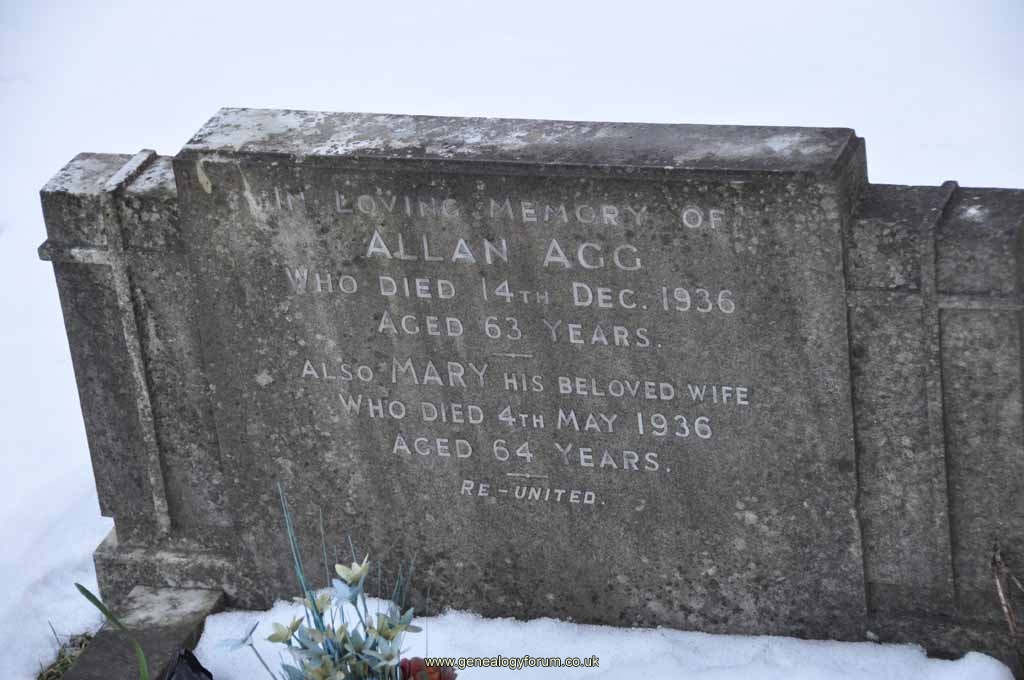 IN LOVING MEMORY OF
ALLAN AGG
WHO DIED 14TH DEC. 1936
AGED 63 YEARS.
ALSO MARY HIS BELOVED WIFE
WHO DIED 4TH MAY 1936
AGED 64 YEARS.
RE-UNITED.
www.genealogyforum.co.uk